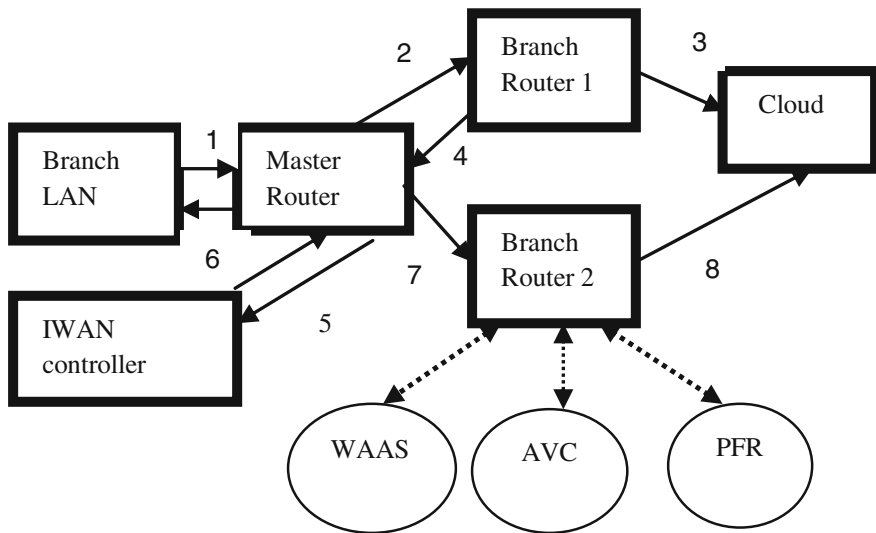 2
Branch
Router 1
3
Cloud
1
Branch
LAN
Master
Router
4
6
7
Branch
Router 2
8
IWAN
controller
5
WAAS
AVC
PFR